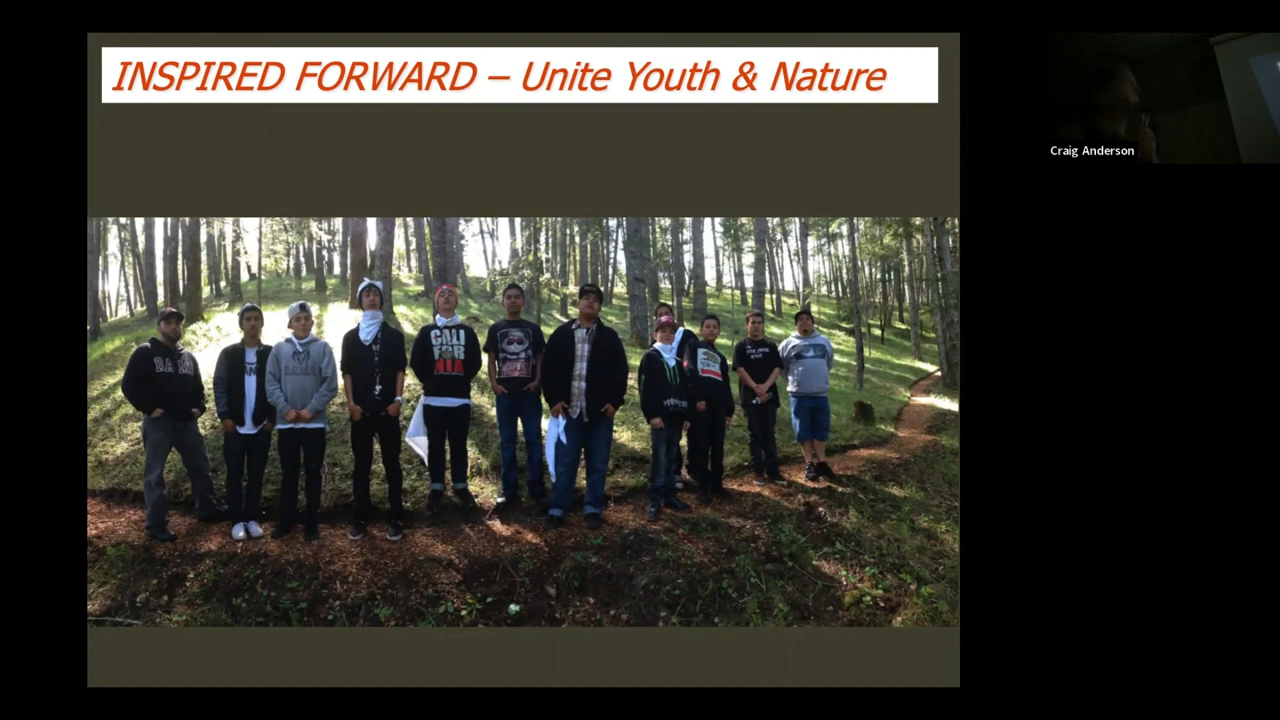 INSPIRED FORWARD – Unite Youth & Nature
Craig Anderson
CALI
FOR
NIA